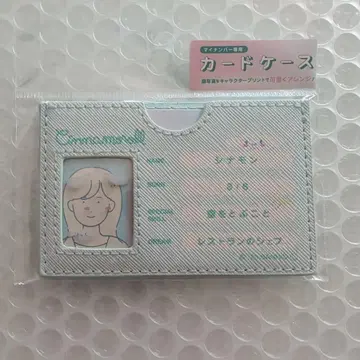 マイナンバー専用
カードケース
Cinnamoroll
NAME シナモン
BORN 3/6
SPECIAL SKILL 空をとぶこと
DREAM レストランのシェフ